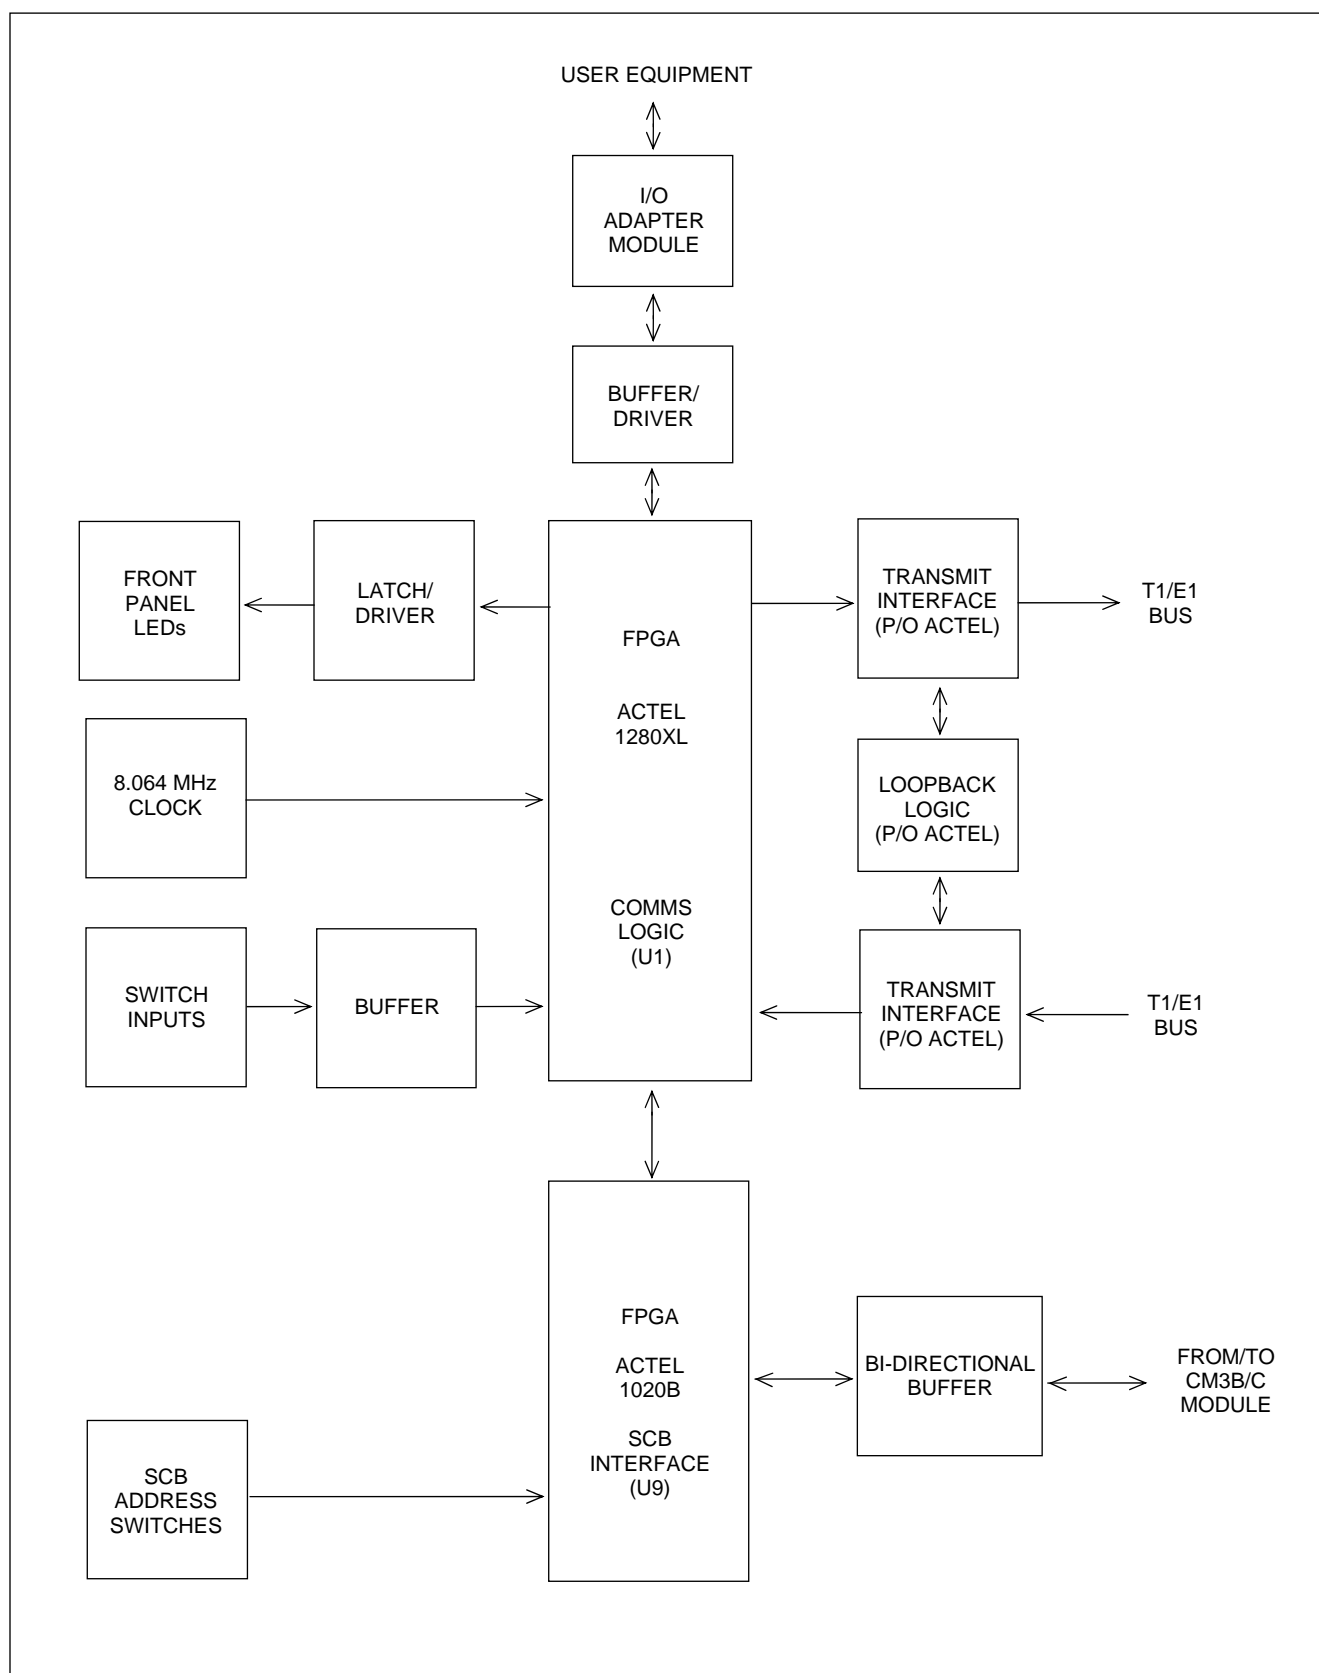 USER EQUIPMENT
I/O
ADAPTER
MODULE
BUFFER/
DRIVER
FRONT
PANEL
LEDs
LATCH/
DRIVER
FPGA
ACTEL
1280XL
COMMS
LOGIC
(U1)
TRANSMIT
INTERFACE
(P/O ACTEL)
T1/E1
BUS
8.064 MHz
CLOCK
LOOPBACK
LOGIC
(P/O ACTEL)
SWITCH
INPUTS
BUFFER
TRANSMIT
INTERFACE
(P/O ACTEL)
T1/E1
BUS
FPGA
ACTEL
1020B
SCB
INTERFACE
(U9)
BI-DIRECTIONAL
BUFFER
FROM/TO
CM3B/C
MODULE
SCB
ADDRESS
SWITCHES